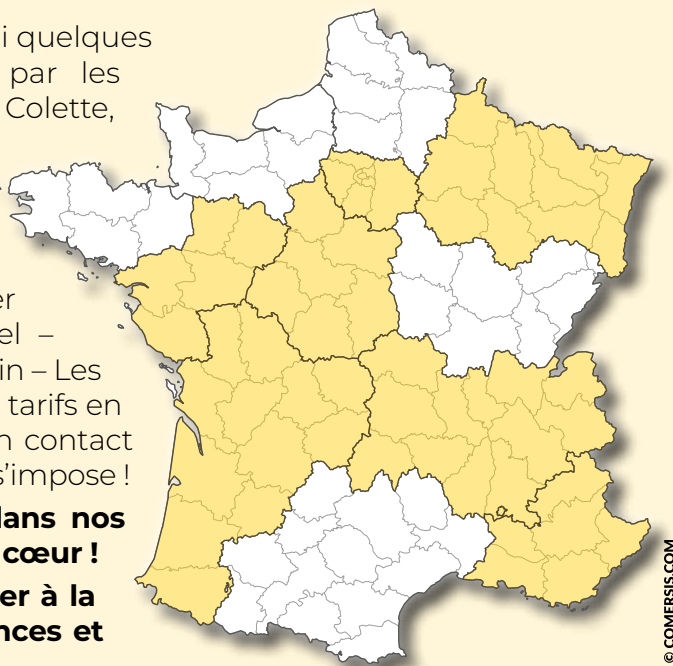 i quelques
par les
Colette,
er
el –
in – Les
tarifs en
n contact
s’impose !
dans nos
cœur !
er à la
nces et
© COMERSIS.COM